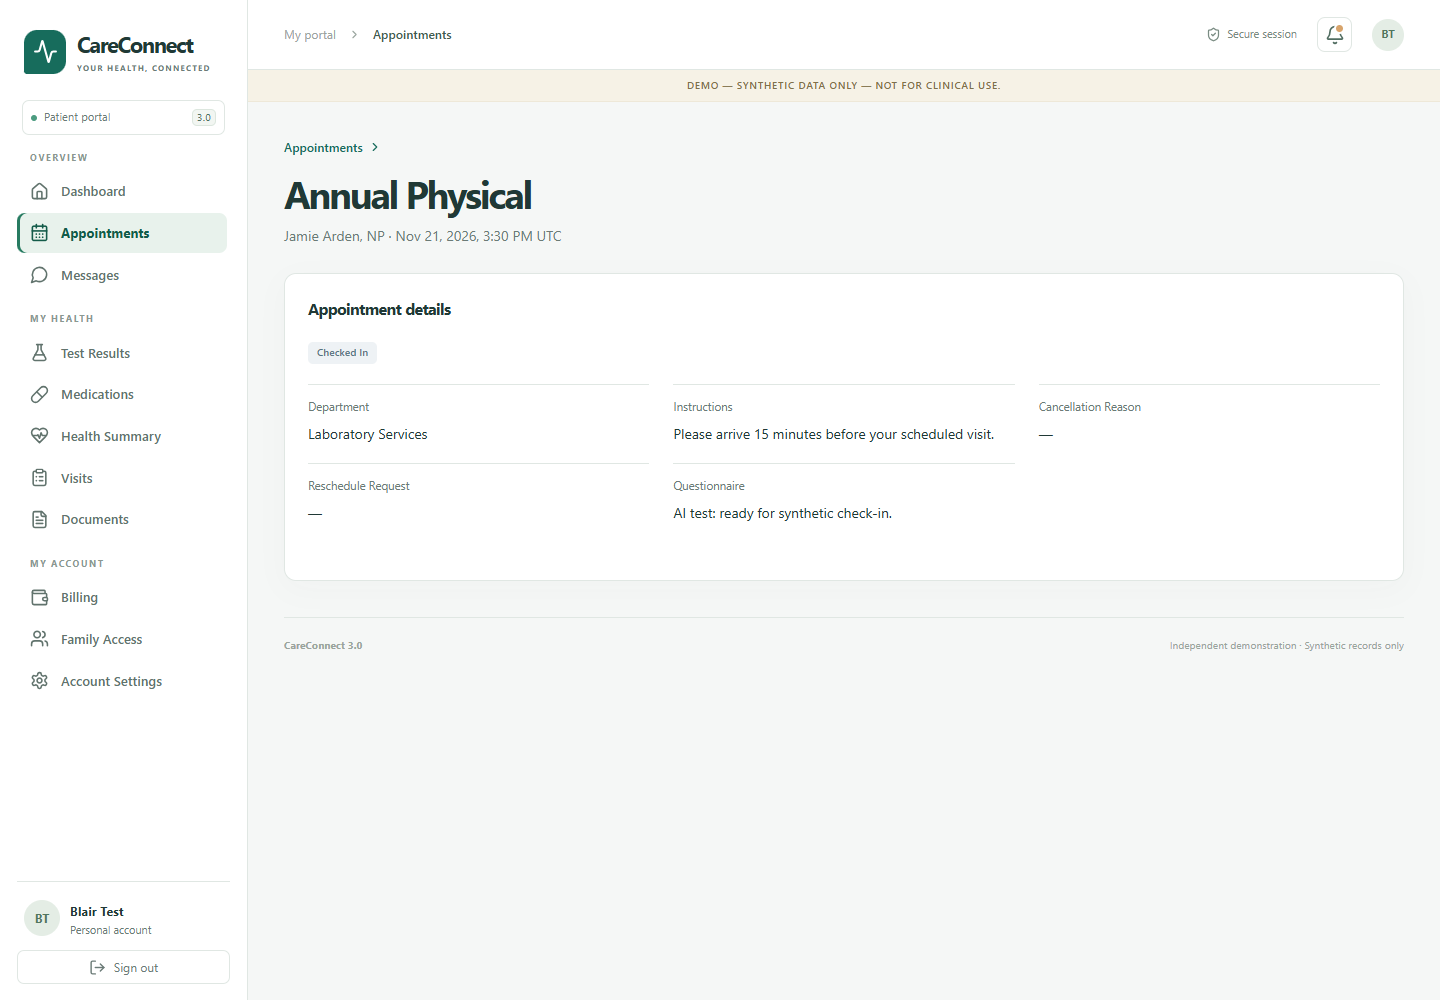 CareConnect
YOUR HEALTH, CONNECTED
Patient portal 3.0
OVERVIEW
Dashboard
Appointments
Messages
MY HEALTH
Test Results
Medications
Health Summary
Visits
Documents
MY ACCOUNT
Billing
Family Access
Account Settings
BT
Blair Test
Personal account
Sign out
My portal > Appointments
Secure session
BT
DEMO — SYNTHETIC DATA ONLY — NOT FOR CLINICAL USE.
Appointments >
Annual Physical
Jamie Arden, NP · Nov 21, 2026, 3:30 PM UTC
Appointment details
Checked In
Department
Laboratory Services
Instructions
Please arrive 15 minutes before your scheduled visit.
Cancellation Reason
—
Reschedule Request
—
Questionnaire
AI test: ready for synthetic check-in.
CareConnect 3.0
Independent demonstration · Synthetic records only